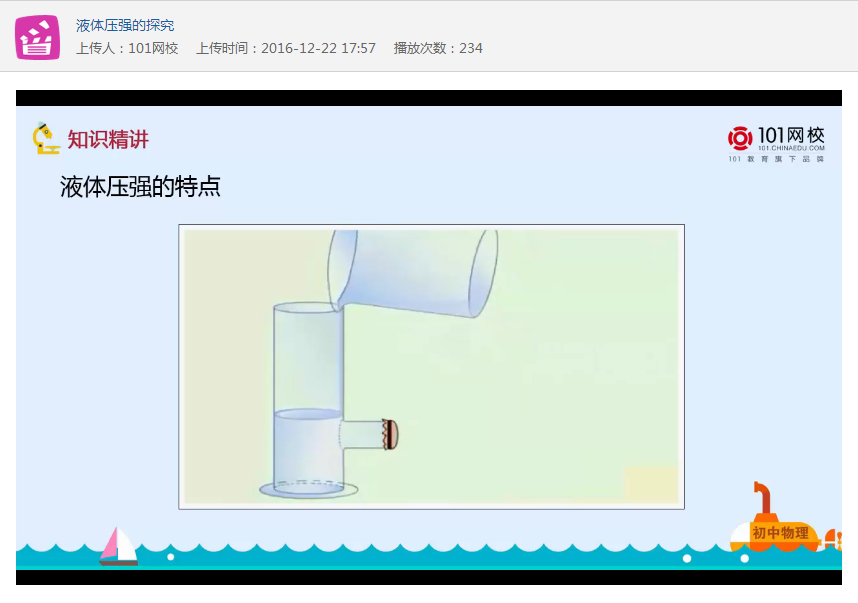 液体压强的探究
上传人：101网校 上传时间：2016-12-22 17:57 播放次数：234
知识精讲
101网校
101.CHINAEDU.COM
101 教育旗下品牌
液体压强的特点
初中物理